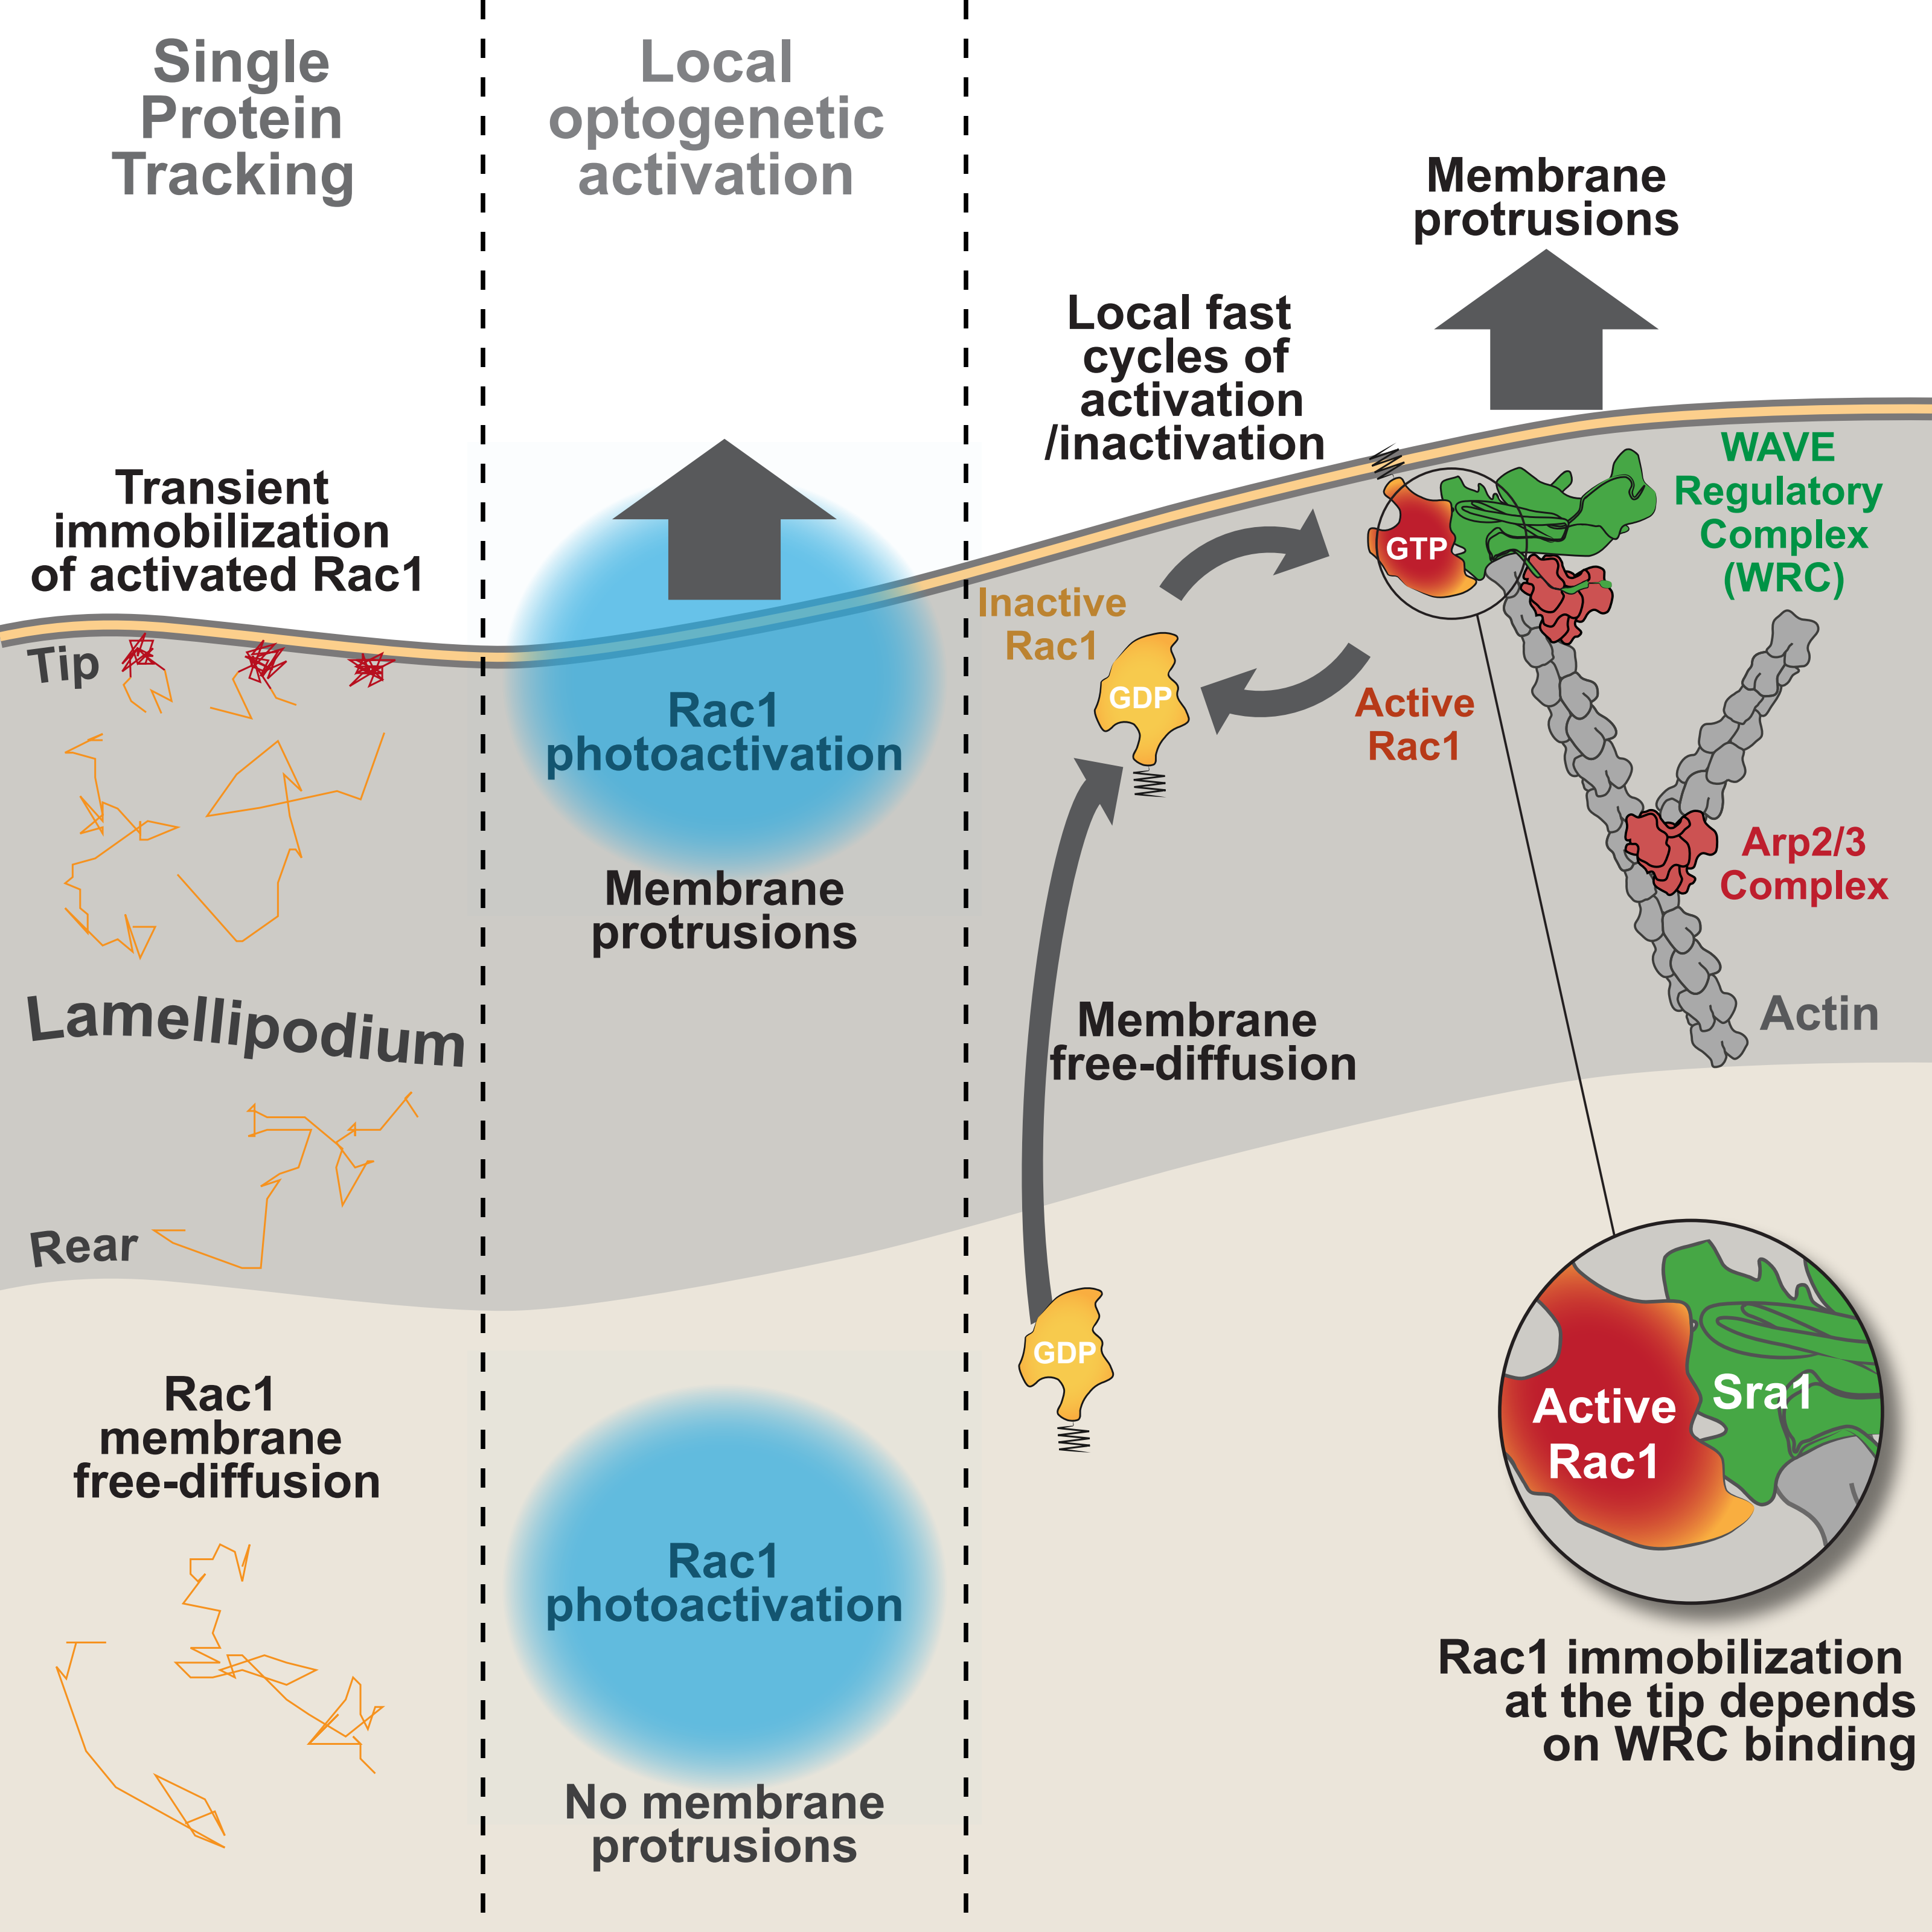 Single
Protein
Tracking
Transient
immobilization
of activated Rac1
Tip
Lamellipodium
Rear
Rac1
membrane
free-diffusion
Local
optogenetic
activation
Rac1
photoactivation
Membrane
protrusions
Rac1
photoactivation
No membrane
protrusions
Membrane
protrusions
Local fast
cycles of
activation
/inactivation
WAVE
Regulatory
Complex
(WRC)
GTP
Inactive
Rac1
GDP
Active
Rac1
Arp2/3
Complex
Actin
Membrane
free-diffusion
GDP
Active
Rac1
Sra1
Rac1 immobilization
at the tip depends
on WRC binding